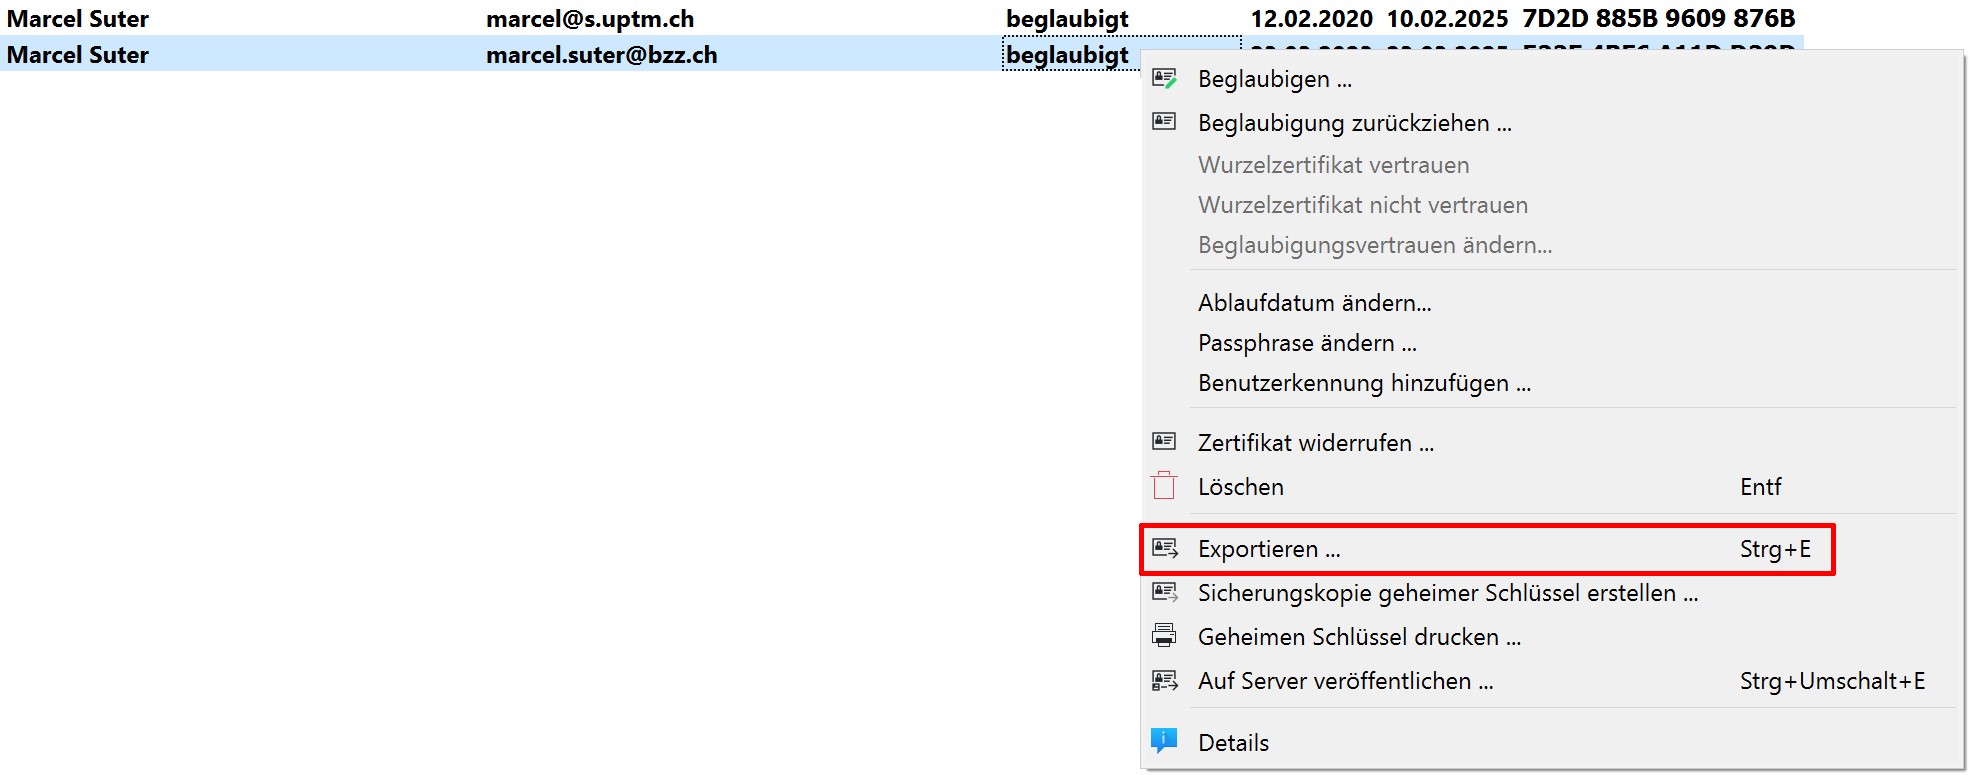 Marcel Suter marcel@s.uptm.ch beglaubigt 12.02.2020 10.02.2025 7D2D 885B 9609 876B
Marcel Suter marcel.suter@bzz.ch beglaubigt
Beglaubigen ...
Beglaubigung zurückziehen ...
Wurzelzertifikat vertrauen
Wurzelzertifikat nicht vertrauen
Beglaubigungsvertrauen ändern...
Ablaufdatum ändern...
Passphrase ändern ...
Benutzerkennung hinzufügen ...
Zertifikat widerrufen ...
Löschen Entf
Exportieren ... Strg+E
Sicherungskopie geheimer Schlüssel erstellen ...
Geheimen Schlüssel drucken ...
Auf Server veröffentlichen ... Strg+Umschalt+E
Details